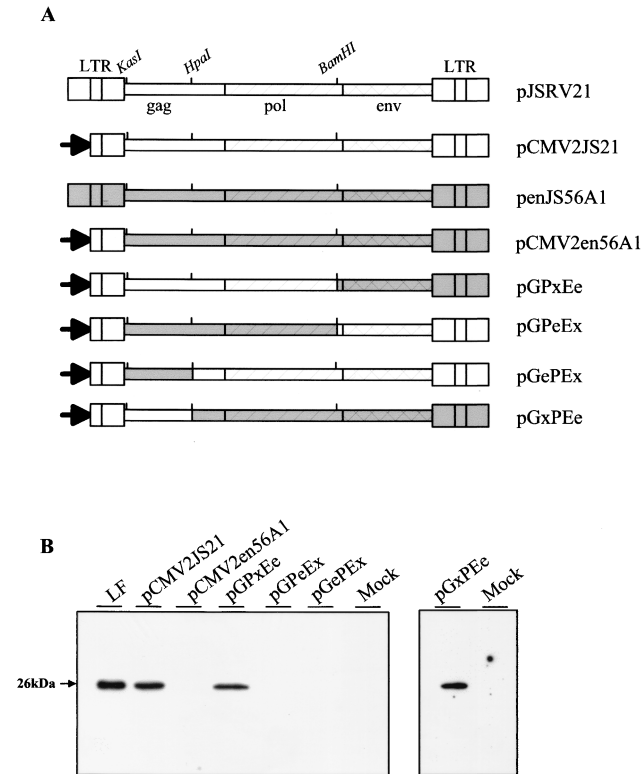 A
LTR KasI HpaI BamHI LTR
gag pol env
pJSRV21
pCMV2JS21
penJS56A1
pCMV2en56A1
pGPxEe
pGPeEx
pGePEx
pGxPEe
B
LF pCMV2JS21 pCMV2en56A1 pGPxEe pGPeEx pGePEx Mock pGxPEe Mock
26kDa